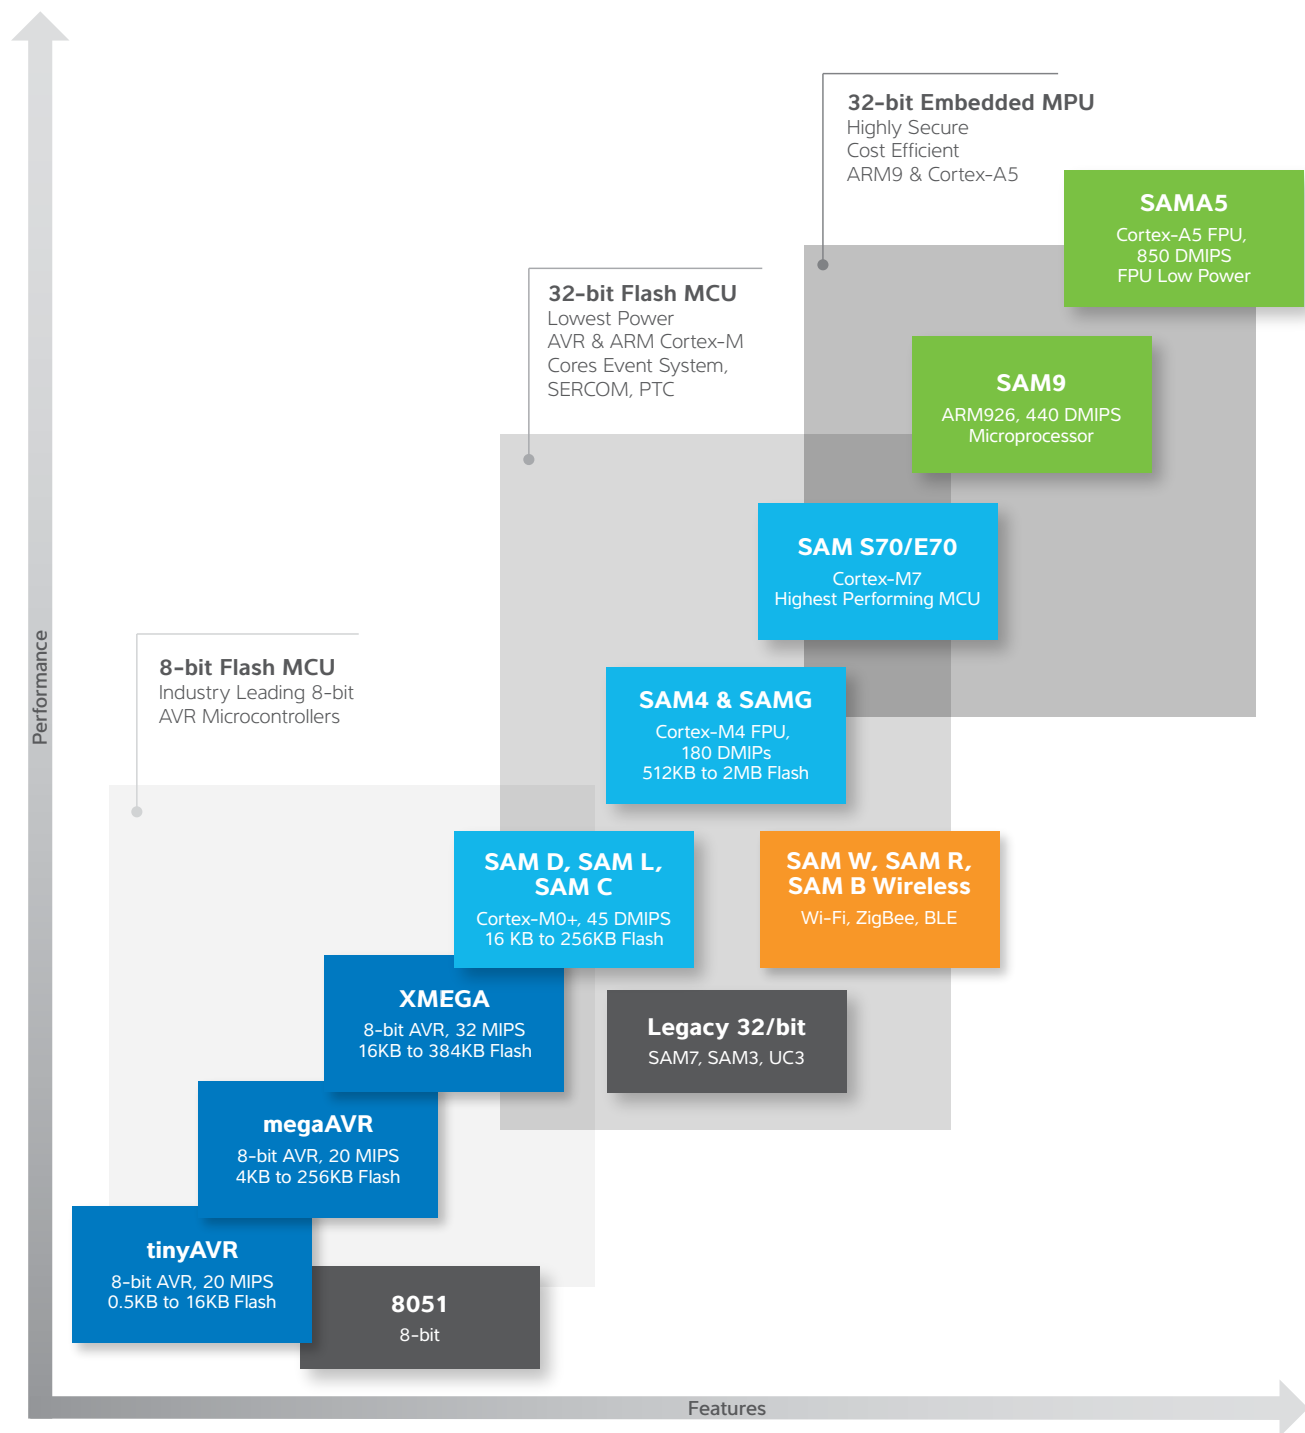 32-bit Embedded MPU
Highly Secure
Cost Efficient
ARM9 & Cortex-A5
SAMA5
Cortex-A5 FPU,
850 DMIPS
FPU Low Power
32-bit Flash MCU
Lowest Power
AVR & ARM Cortex-M
Cores Event System,
SERCOM, PTC
SAM9
ARM926, 440 DMIPS
Microprocessor
SAM S70/E70
Cortex-M7
Highest Performing MCU
8-bit Flash MCU
Industry Leading 8-bit
AVR Microcontrollers
SAM4 & SAMG
Cortex-M4 FPU,
180 DMIPs
512KB to 2MB Flash
SAM D, SAM L,
SAM C
Cortex-M0+, 45 DMIPS
16 KB to 256KB Flash
SAM W, SAM R,
SAM B Wireless
Wi-Fi, ZigBee, BLE
XMEGA
8-bit AVR, 32 MIPS
16KB to 384KB Flash
Legacy 32/bit
SAM7, SAM3, UC3
megaAVR
8-bit AVR, 20 MIPS
4KB to 256KB Flash
tinyAVR
8-bit AVR, 20 MIPS
0.5KB to 16KB Flash
8051
8-bit
Performance
Features